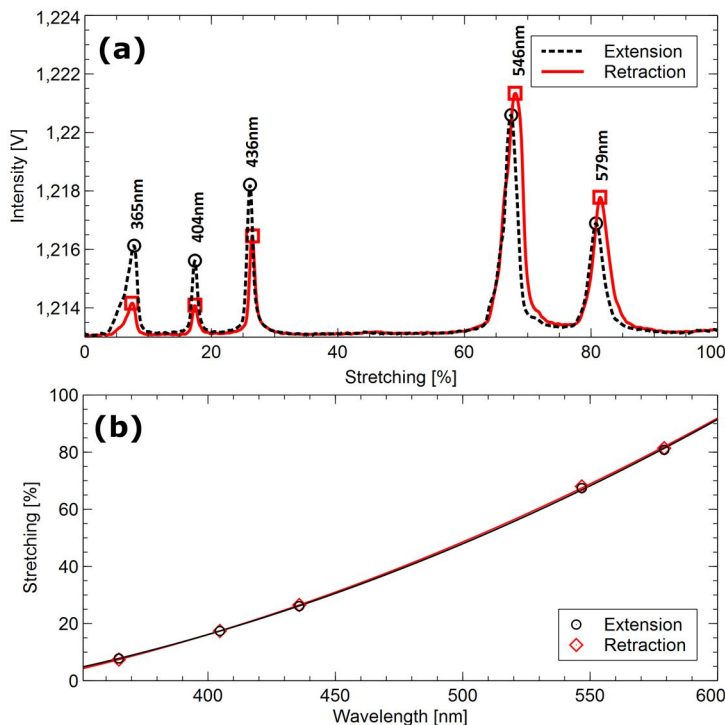 (a)
1,224
1,222
1,22
1,218
1,216
1,214
Intensity [V]
365nm
404nm
436nm
546nm
579nm
Extension
Retraction
0
20
40
60
80
100
Stretching [%]
(b)
100
80
60
40
20
0
Stretching [%]
Extension
Retraction
400
450
500
550
600
Wavelength [nm]